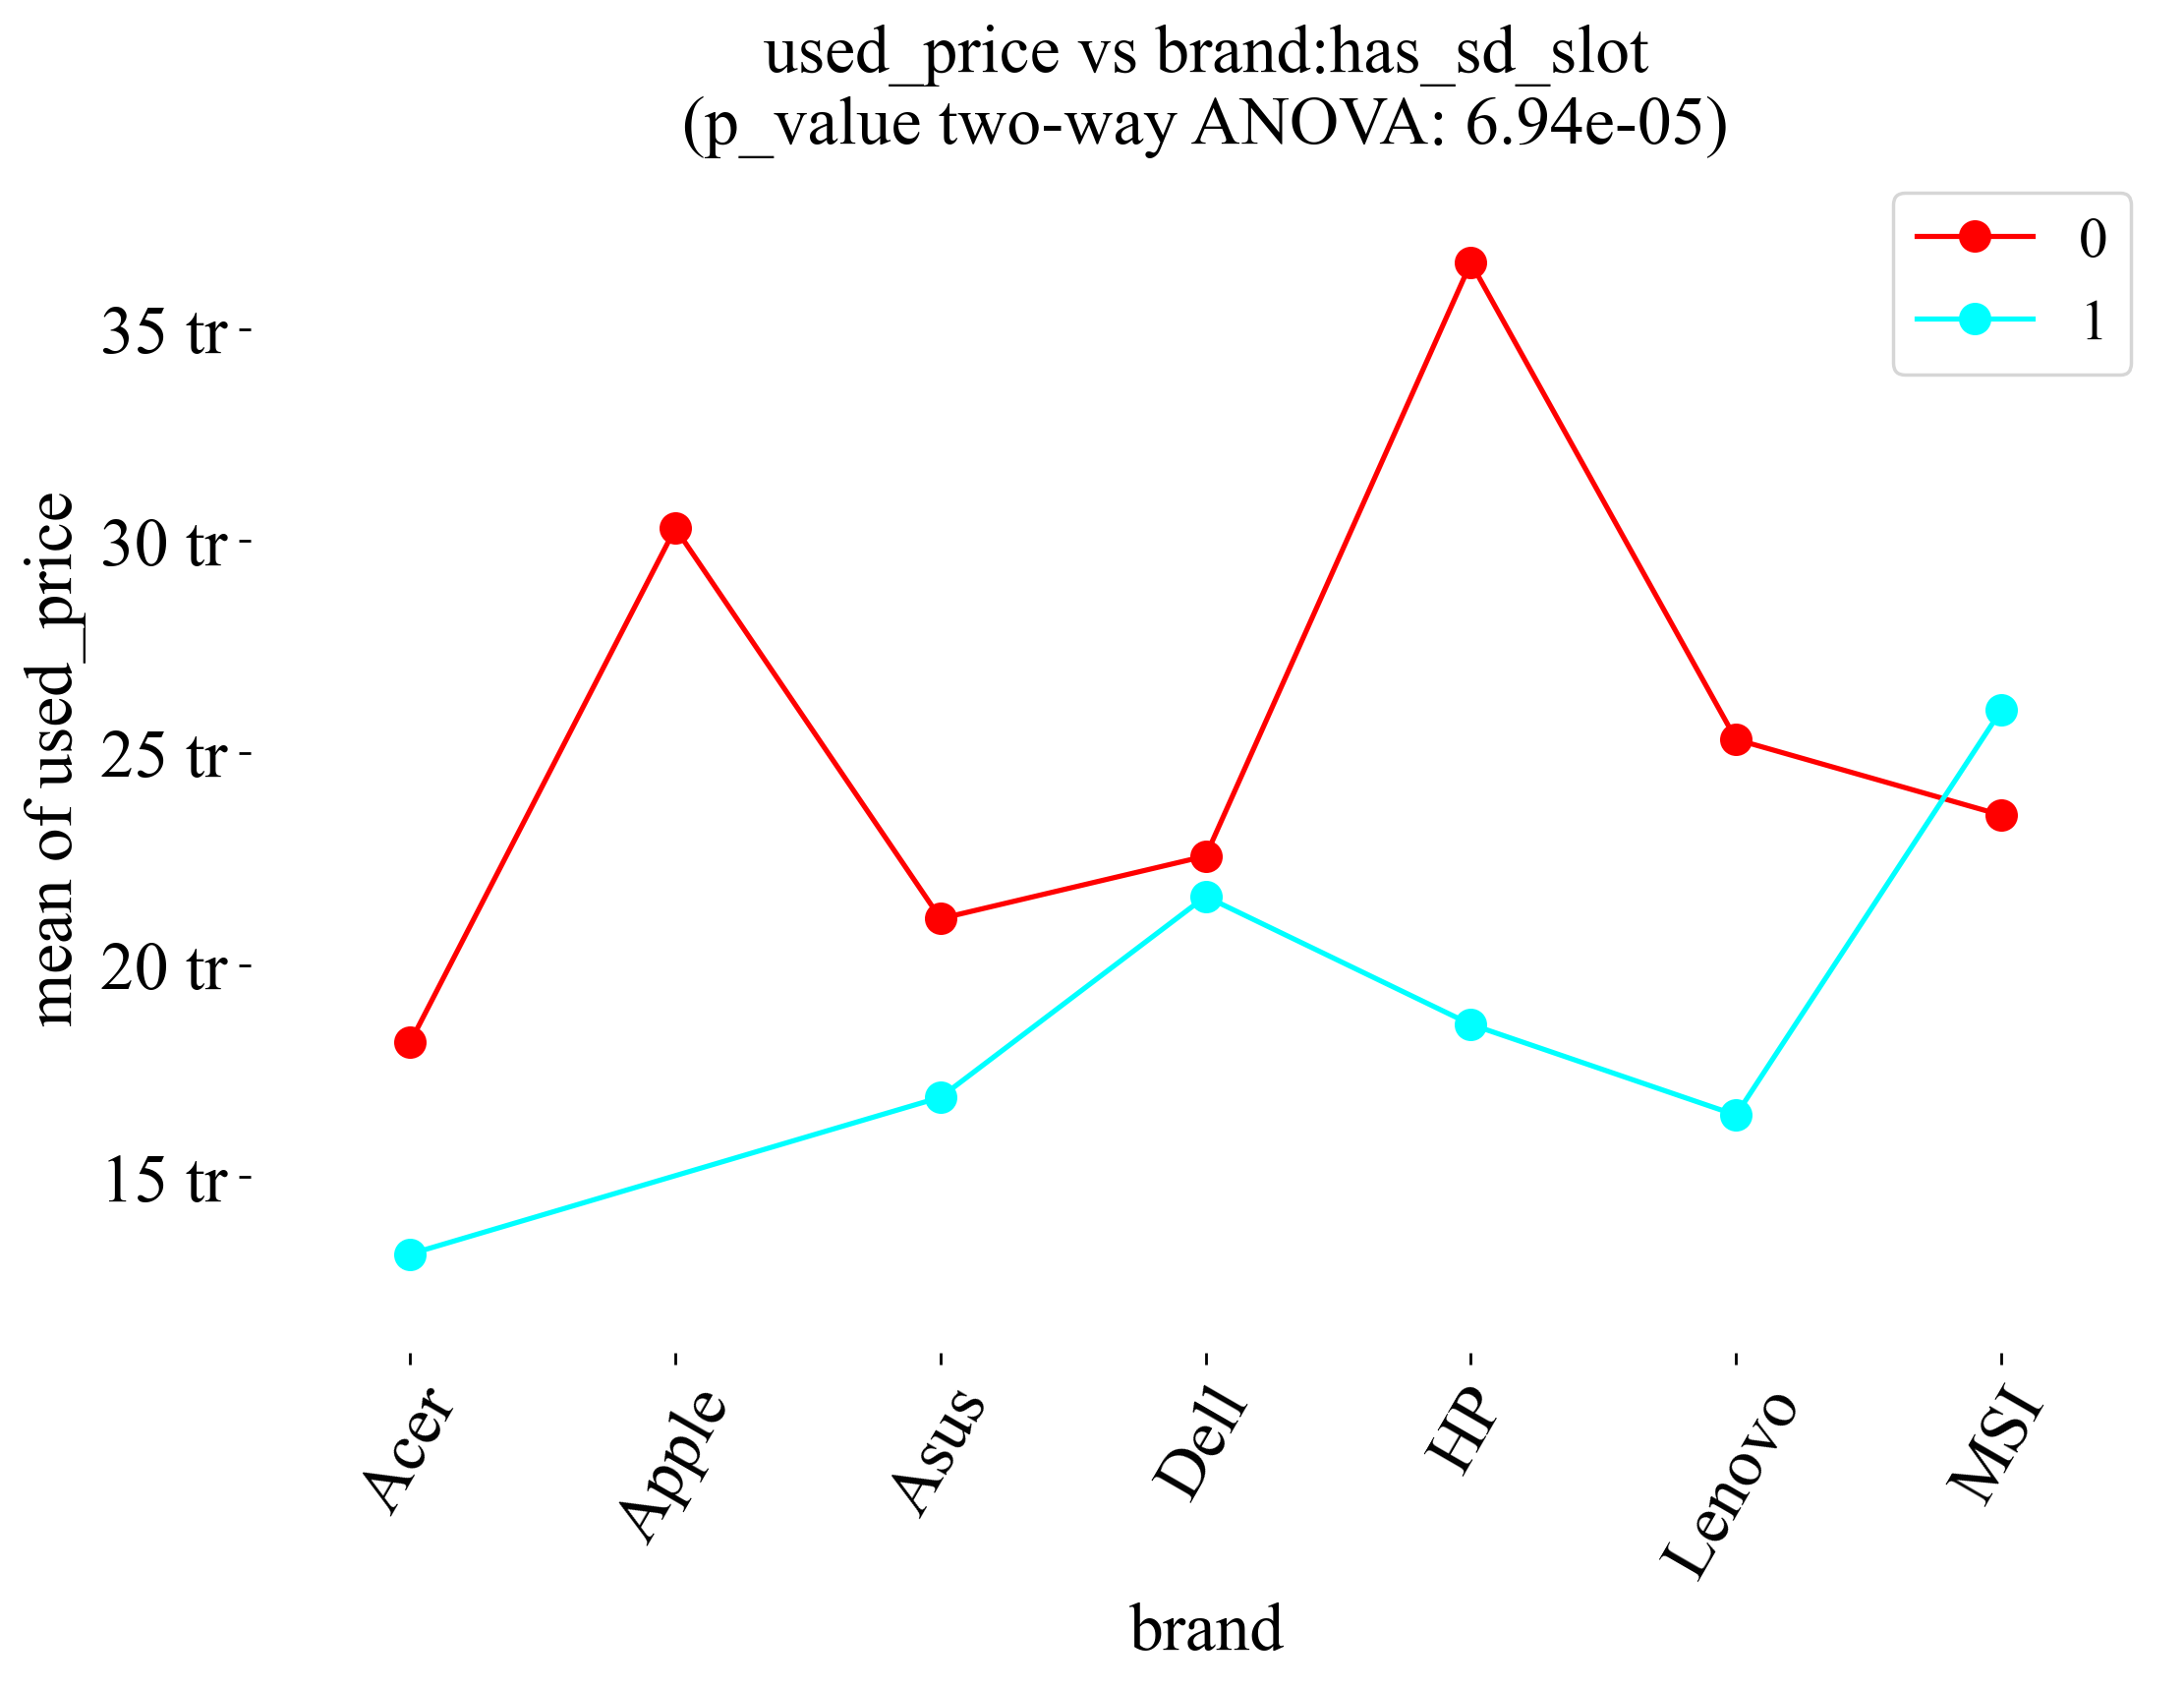 used_price vs brand:has_sd_slot
(p_value two-way ANOVA: 6.94e-05)
0
1
35 tr
30 tr
25 tr
20 tr
15 tr
mean of used_price
Acer
Apple
Asus
Dell
HP
Lenovo
MSI
brand